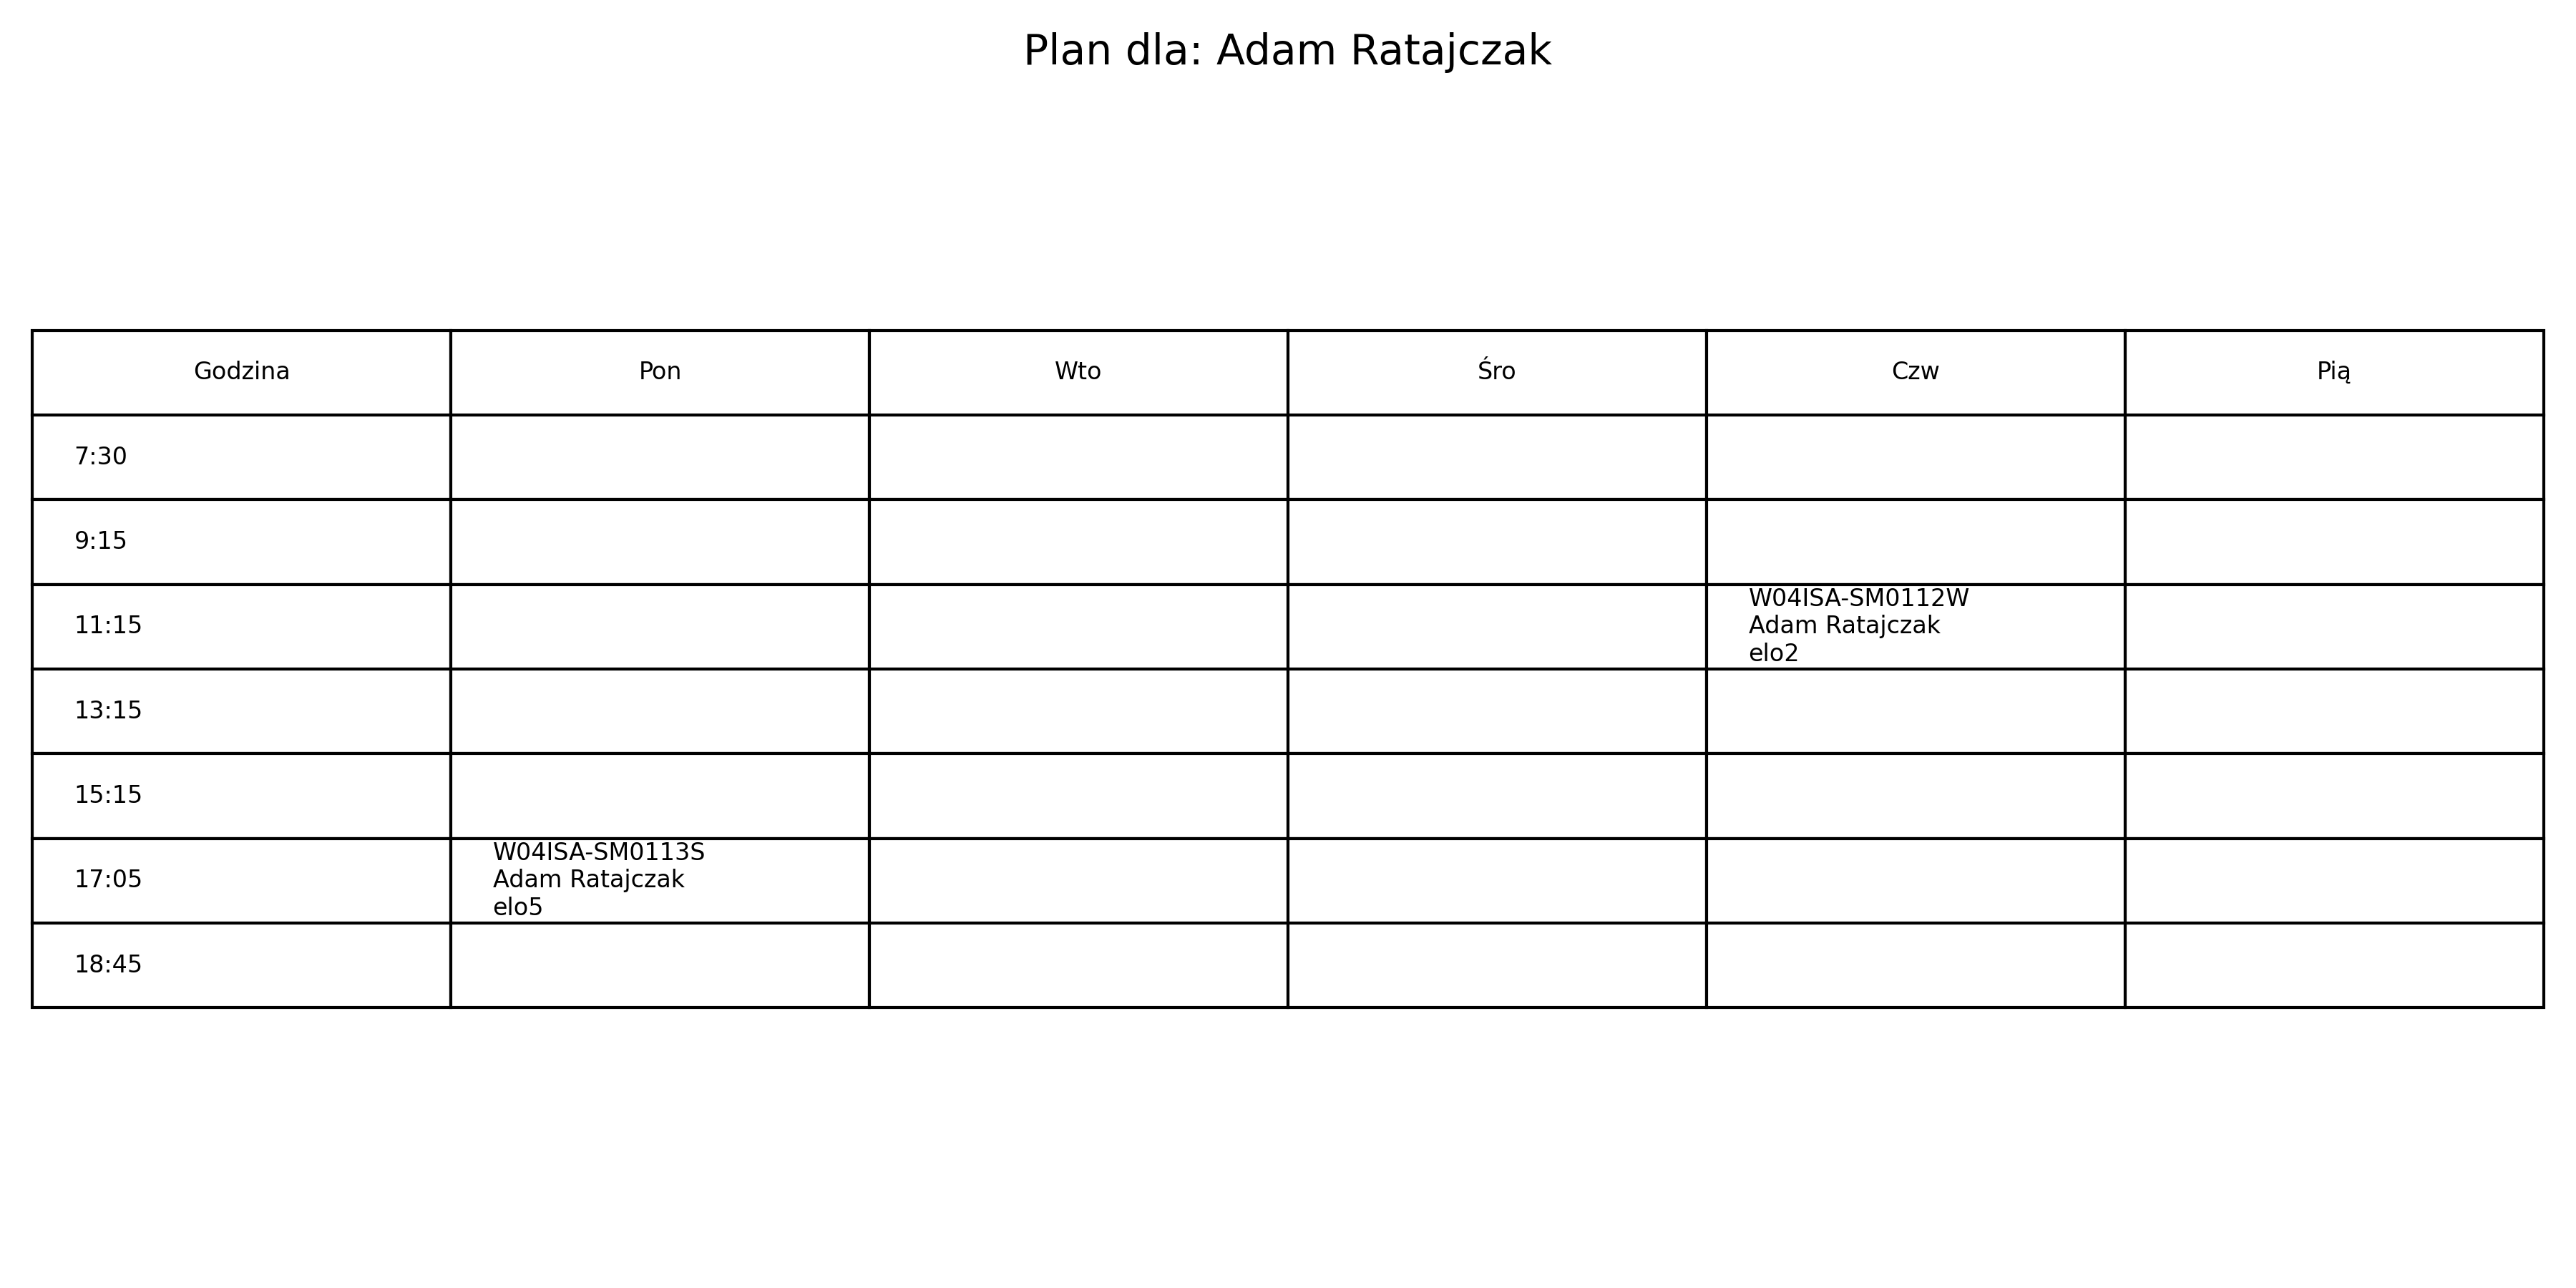 Plan dla: Adam Ratajczak
Godzina Pon Wto Śro Czw Pią
7:30
9:15
11:15
W04ISA-SM0112W
Adam Ratajczak
elo2
13:15
15:15
17:05
W04ISA-SM0113S
Adam Ratajczak
elo5
18:45